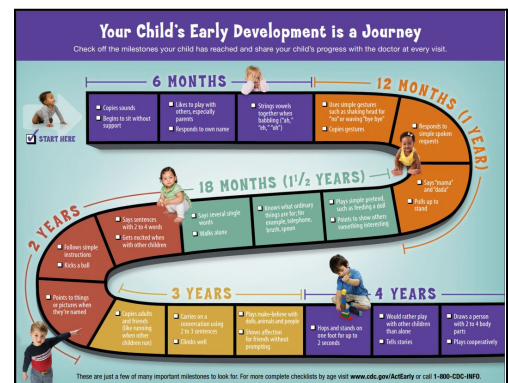 Your Child's Early Development is a Journey
Check off the milestones your child has reached and share your child's progress with the doctor at every visit.
6 MONTHS
12 MONTHS (1 YEAR)
START HERE
Copies sounds
Begins to sit without
support
Likes to play with
others, especially
parents
Responds to own name
Strings vowels
together when
babbling ("ah,"
"eh," "oh")
Uses simple gestures
such as shaking head for
"no" or waving "bye bye"
Copies gestures
Responds to
simple spoken
requests
Says "mama"
and "dada"
Pulls up to
stand
18 MONTHS (1 1/2 YEARS)
Plays simple pretend,
such as feeding a doll
Points to show others
something interesting
Knows what ordinary
things are for; for
example, telephone,
brush, spoon
Says several single
words
Walks alone
2 YEARS
Says sentences
with 2 to 4 words
Gets excited when
with other children
Follows simple
instructions
Kicks a ball
Points to things
or pictures when
they're named
Copies adults
and friends
(like running
when other
children run)
3 YEARS
Carries on a
conversation using
2 to 3 sentences
Climbs well
Plays make-believe with
dolls, animals and people
Shows affection
for friends without
prompting
4 YEARS
Hops and stands on
one foot for up to
2 seconds
Would rather play
with other children
than alone
Tells stories
Draws a person
with 2 to 4 body
parts
Plays cooperatively
These are just a few of many important milestones to look for. For more complete checklists by age visit www.cdc.gov/ActEarly or call 1-800-CDC-INFO.